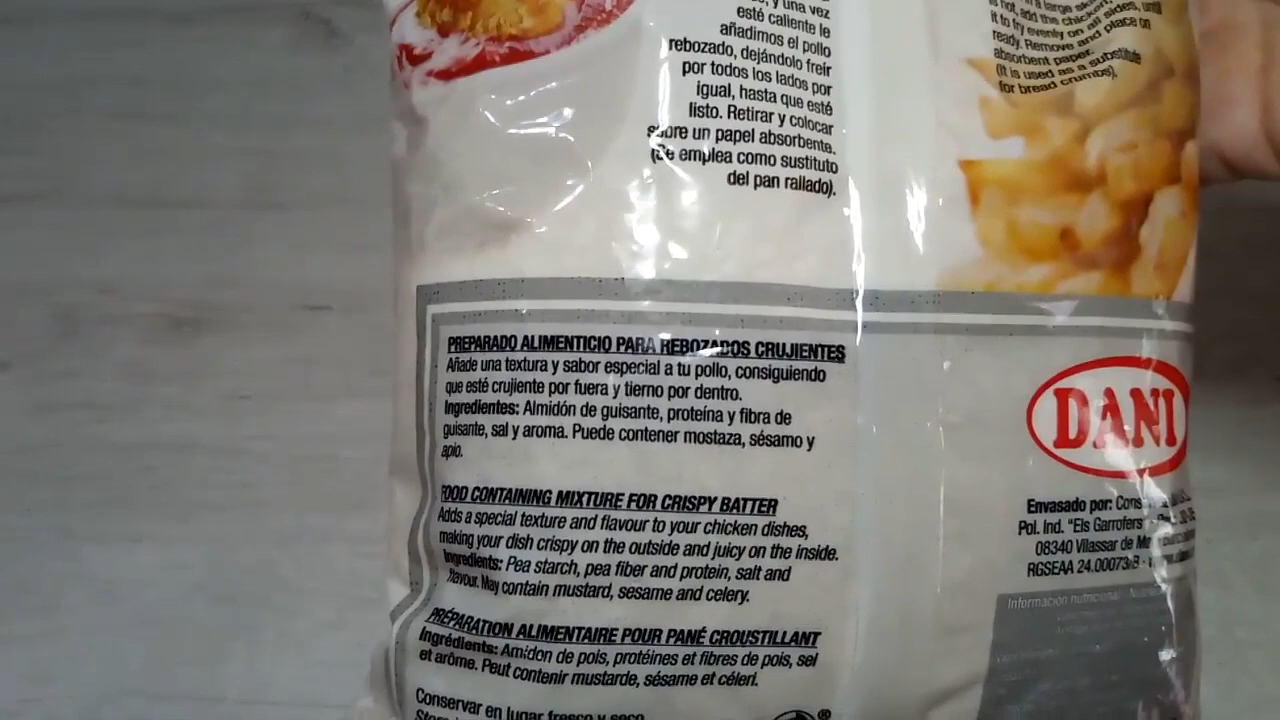 y una vez
esté caliente le
añadimos el pollo
rebozado, dejándolo freír
por todos los lados por
igual, hasta que esté
listo. Retirar y colocar
sobre un papel absorbente.
(Se emplea como sustituto
del pan rallado).
in a large
is hot, add the chicken,
it to fry evenly on all sides, until
ready. Remove and place on
absorbent paper.
(It is used as a substitute
for bread crumbs).
PREPARADO ALIMENTICIO PARA REBOZADOS CRUJIENTES
Añade una textura y sabor especial a tu pollo, consiguiendo
que esté crujiente por fuera y tierno por dentro.
Ingredientes: Almidón de guisante, proteína y fibra de
guisante, sal y aroma. Puede contener mostaza, sésamo y
apio.
FOOD CONTAINING MIXTURE FOR CRISPY BATTER
Adds a special texture and flavour to your chicken dishes,
making your dish crispy on the outside and juicy on the inside.
Ingredients: Pea starch, pea fiber and protein, salt and
flavour. May contain mustard, sesame and celery.
PRÉPARATION ALIMENTAIRE POUR PANÉ CROUSTILLANT
Ingrédients: Amidon de pois, protéines et fibres de pois, sel
et arôme. Peut contenir mustarde, sésame et céleri.
Conservar en lugar fresco y seco
DANI
Envasado por:
Pol. Ind. "Els Garrofers
08340 Vilassar de
RGSEAA
Información nutricional